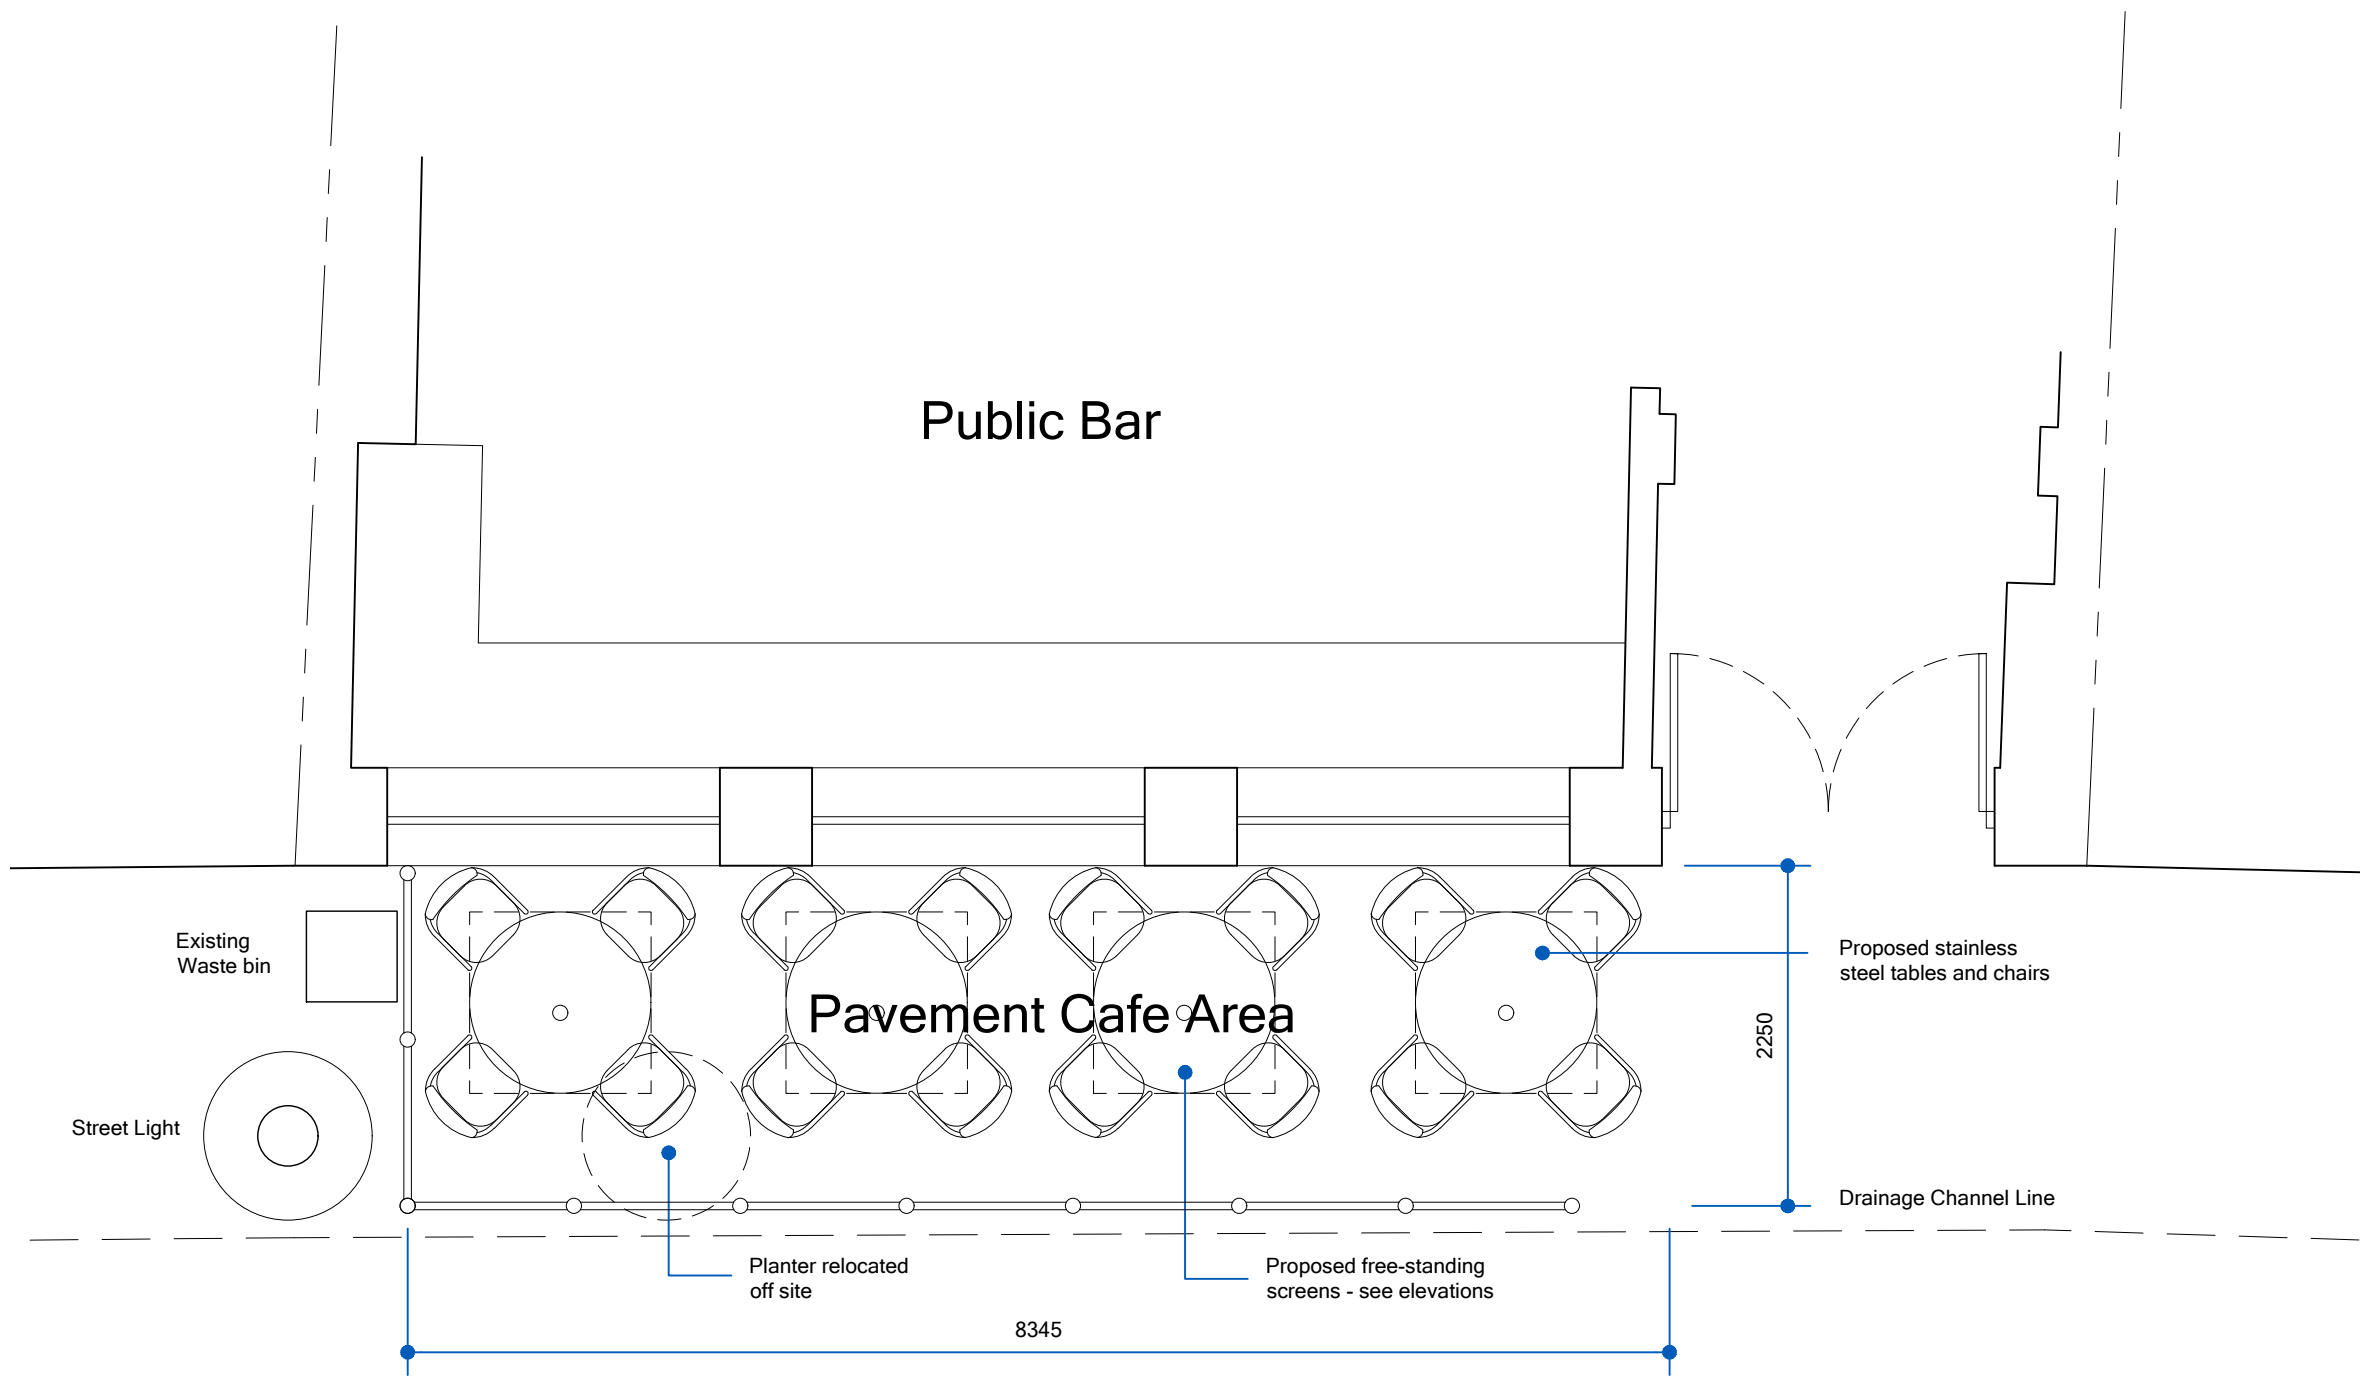 Public Bar
Existing
Waste bin
Pavement Cafe Area
Proposed stainless
steel tables and chairs
2250
Street Light
Drainage Channel Line
Planter relocated
off site
Proposed free-standing
screens - see elevations
8345